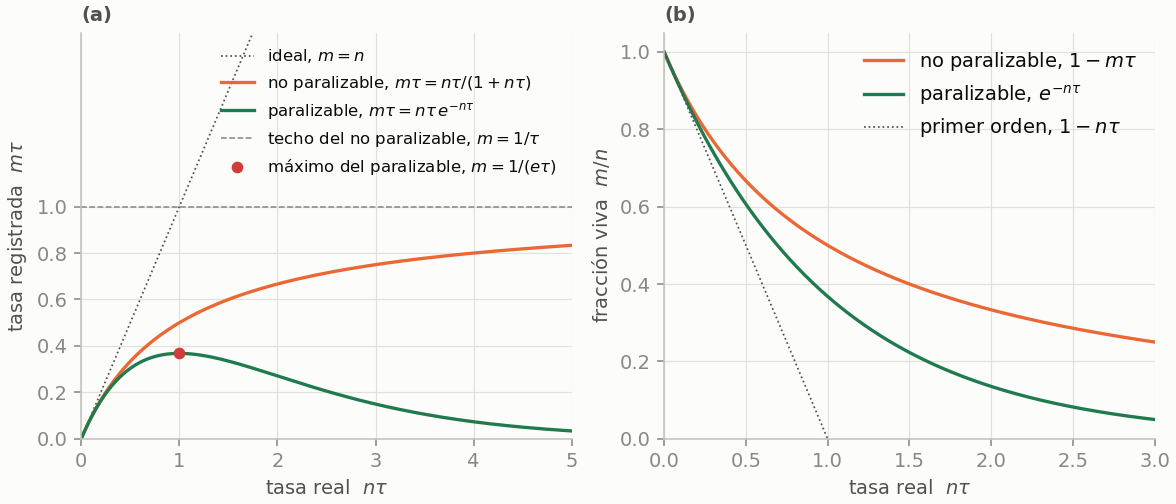 (a)
ideal, m = n
no paralizable, mτ = nτ/(1 + nτ)
paralizable, mτ = nτ e^{−nτ}
techo del no paralizable, m = 1/τ
máximo del paralizable, m = 1/(eτ)
tasa registrada mτ
1.0
0.8
0.6
0.4
0.2
0.0
0 1 2 3 4 5
tasa real nτ
(b)
no paralizable, 1 − mτ
paralizable, e^{−nτ}
primer orden, 1 − nτ
fracción viva m/n
1.0
0.8
0.6
0.4
0.2
0.0
0.0 0.5 1.0 1.5 2.0 2.5 3.0
tasa real nτ